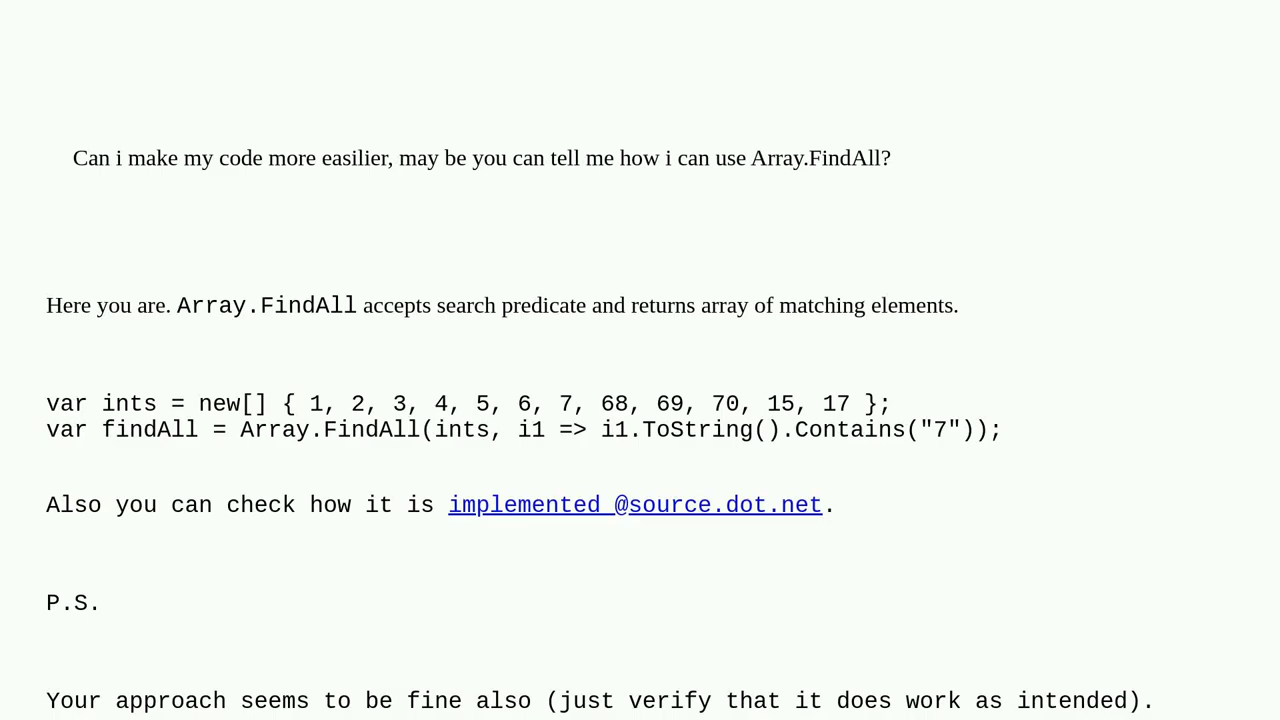 Can i make my code more easilier, may be you can tell me how i can use Array.FindAll?
Here you are. Array.FindAll accepts search predicate and returns array of matching elements.
var ints = new[] { 1, 2, 3, 4, 5, 6, 7, 68, 69, 70, 15, 17 };
var findAll = Array.FindAll(ints, i1 => i1.ToString().Contains("7"));
Also you can check how it is implemented @source.dot.net.
P.S.
Your approach seems to be fine also (just verify that it does work as intended).